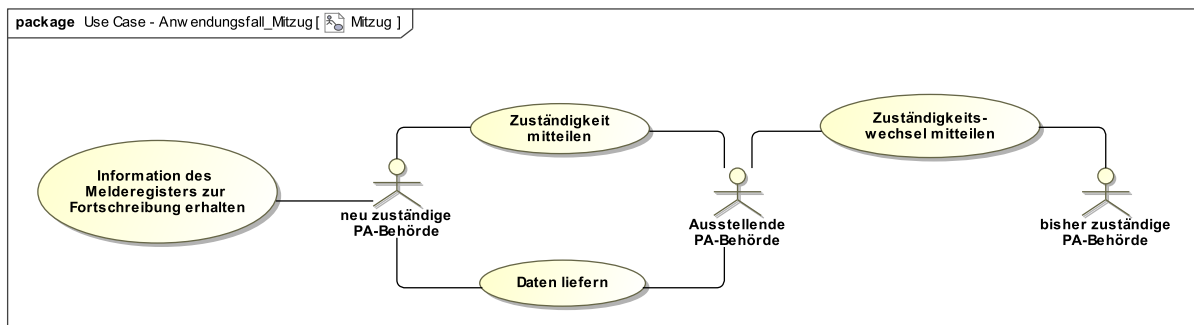 package Use Case - Anwendungsfall_Mitzug [ Mitzug ]
Zuständigkeit
mitteilen
Zuständigkeits-
wechsel mitteilen
Information des
Melderegisters zur
Fortschreibung erhalten
neu zuständige
PA-Behörde
Ausstellende
PA-Behörde
bisher zuständige
PA-Behörde
Daten liefern